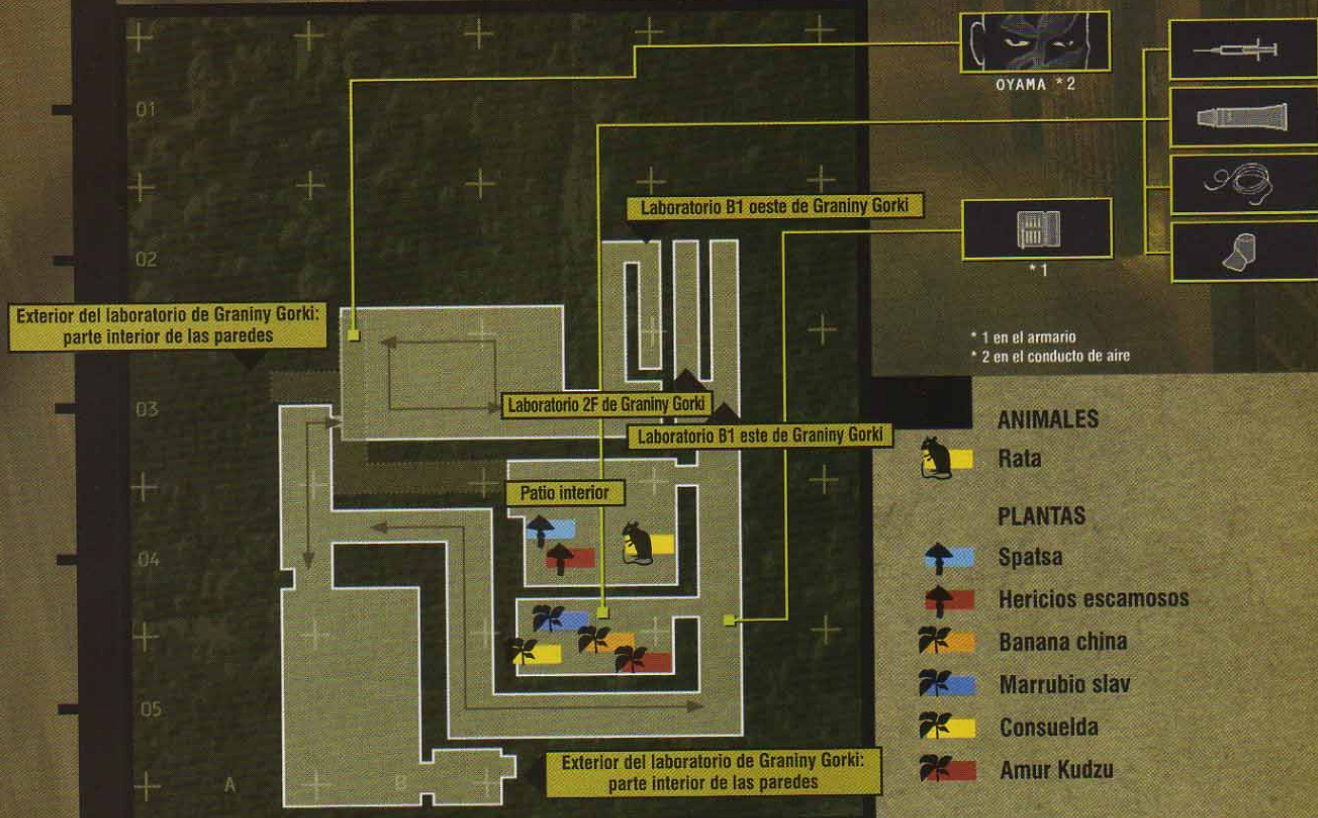 OYAMA *2
01
Laboratorio B1 oeste de Graniny Gorki
*1
02
Exterior del laboratorio de Graniny Gorki:
parte interior de las paredes
* 1 en el armario
* 2 en el conducto de aire
03
Laboratorio 2F de Graniny Gorki
Laboratorio B1 este de Graniny Gorki
ANIMALES
Rata
Patio interior
PLANTAS
04
Spatsa
Hericios escamosos
Banana china
Marrubio slav
05
Consuelda
Exterior del laboratorio de Graniny Gorki:
parte interior de las paredes
Amur Kudzu
A
B